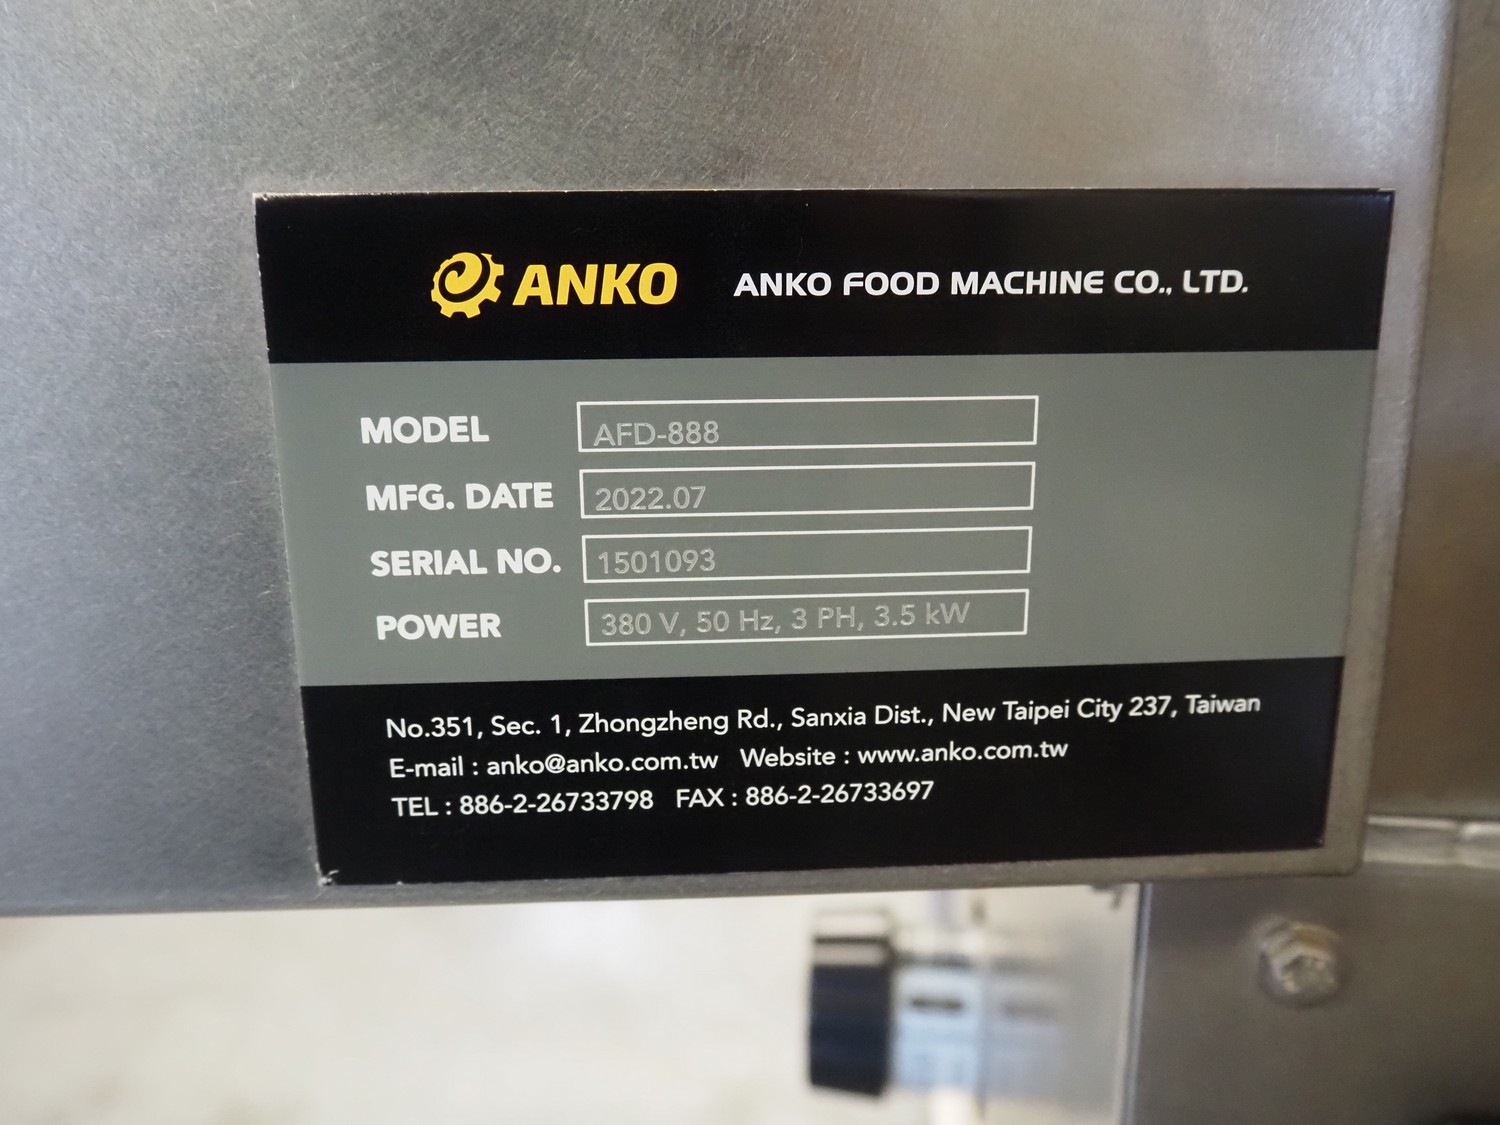 ANKO ANKO FOOD MACHINE CO., LTD.
MODEL AFD-888
MFG. DATE 2022.07
SERIAL NO. 1501093
POWER 380 V, 50 Hz, 3 PH, 3.5 kW
No.351, Sec. 1, Zhongzheng Rd., Sanxia Dist., New Taipei City 237, Taiwan
E-mail : anko@anko.com.tw Website : www.anko.com.tw
TEL : 886-2-26733798 FAX : 886-2-26733697